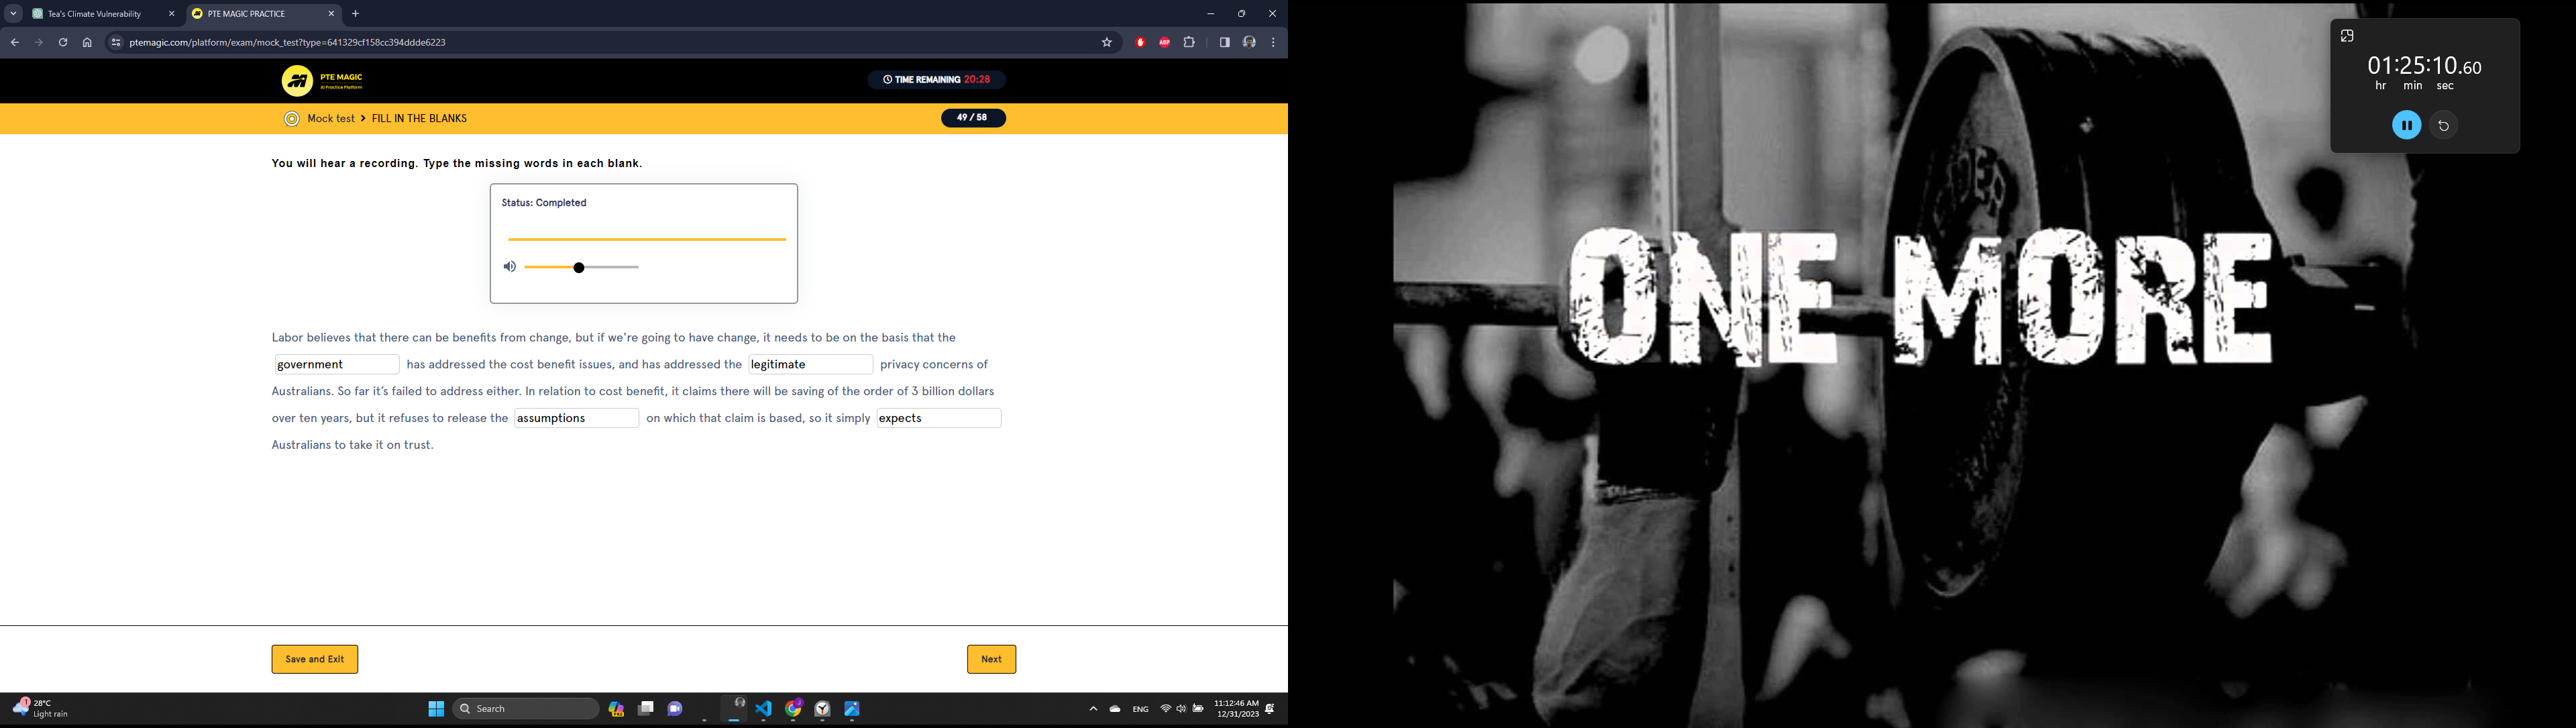 Tea's Climate Vulnerability
PTE MAGIC PRACTICE
ptemagic.com/platform/exam/mock_test?type=641329cf158cc394ddde6223
ABP
PTE MAGIC
AI Practice Platform
TIME REMAINING 20:28
Mock test > FILL IN THE BLANKS
49 / 58
You will hear a recording. Type the missing words in each blank.
Status: Completed
Labor believes that there can be benefits from change, but if we're going to have change, it needs to be on the basis that the
government has addressed the cost benefit issues, and has addressed the legitimate privacy concerns of
Australians. So far it’s failed to address either. In relation to cost benefit, it claims there will be saving of the order of 3 billion dollars
over ten years, but it refuses to release the assumptions on which that claim is based, so it simply expects
Australians to take it on trust.
Save and Exit
Next
1
28°C
Light rain
Search
ENG
11:12:46 AM
12/31/2023
01:25:10.60
hr min sec
ONE MORE